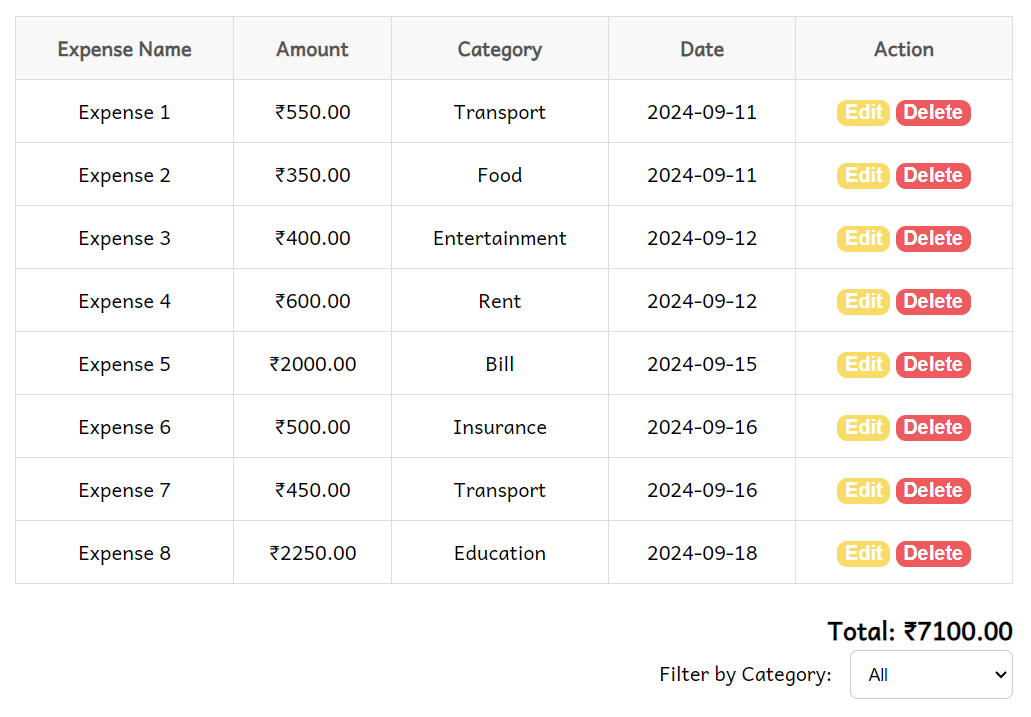 Expense Name Amount Category Date Action
Expense 1 ₹550.00 Transport 2024-09-11 Edit Delete
Expense 2 ₹350.00 Food 2024-09-11 Edit Delete
Expense 3 ₹400.00 Entertainment 2024-09-12 Edit Delete
Expense 4 ₹600.00 Rent 2024-09-12 Edit Delete
Expense 5 ₹2000.00 Bill 2024-09-15 Edit Delete
Expense 6 ₹500.00 Insurance 2024-09-16 Edit Delete
Expense 7 ₹450.00 Transport 2024-09-16 Edit Delete
Expense 8 ₹2250.00 Education 2024-09-18 Edit Delete
Total: ₹7100.00
Filter by Category: All